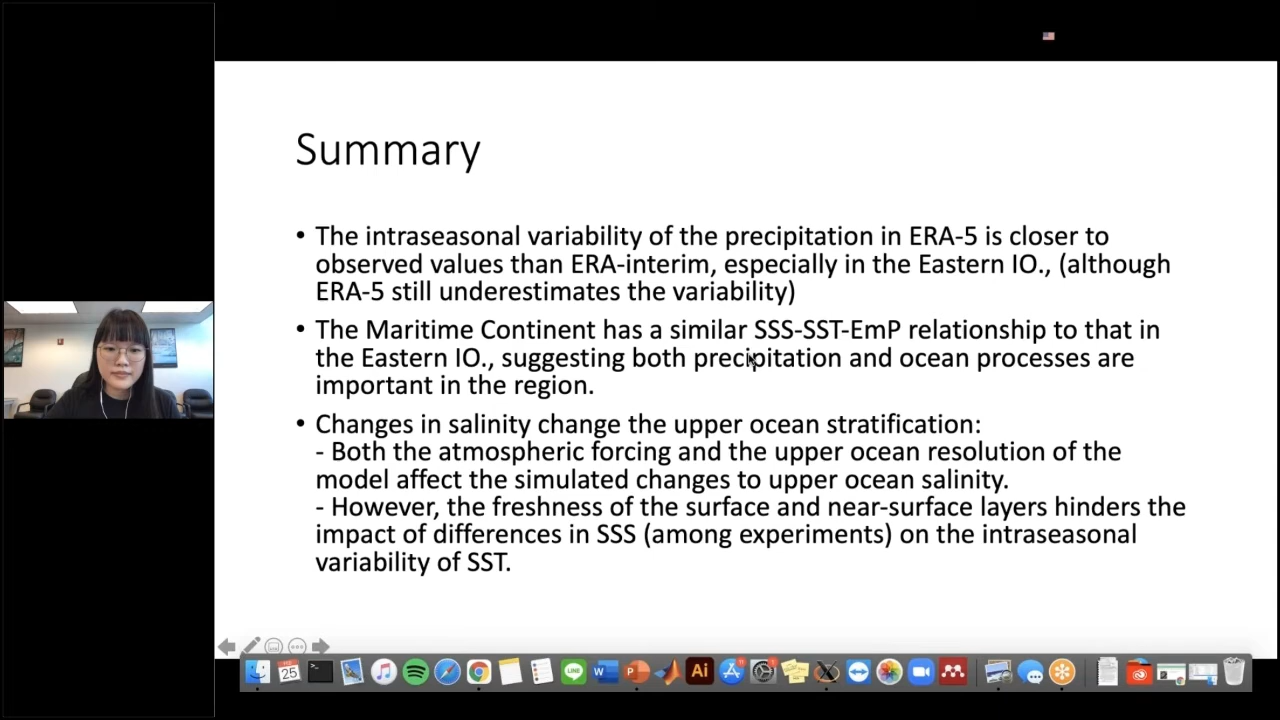 Summary
• The intraseasonal variability of the precipitation in ERA-5 is closer to
observed values than ERA-interim, especially in the Eastern IO., (although
ERA-5 still underestimates the variability)
• The Maritime Continent has a similar SSS-SST-EmP relationship to that in
the Eastern IO., suggesting both precipitation and ocean processes are
important in the region.
• Changes in salinity change the upper ocean stratification:
- Both the atmospheric forcing and the upper ocean resolution of the
model affect the simulated changes to upper ocean salinity.
- However, the freshness of the surface and near-surface layers hinders the
impact of differences in SSS (among experiments) on the intraseasonal
variability of SST.
25
LINE
W
P
Ai